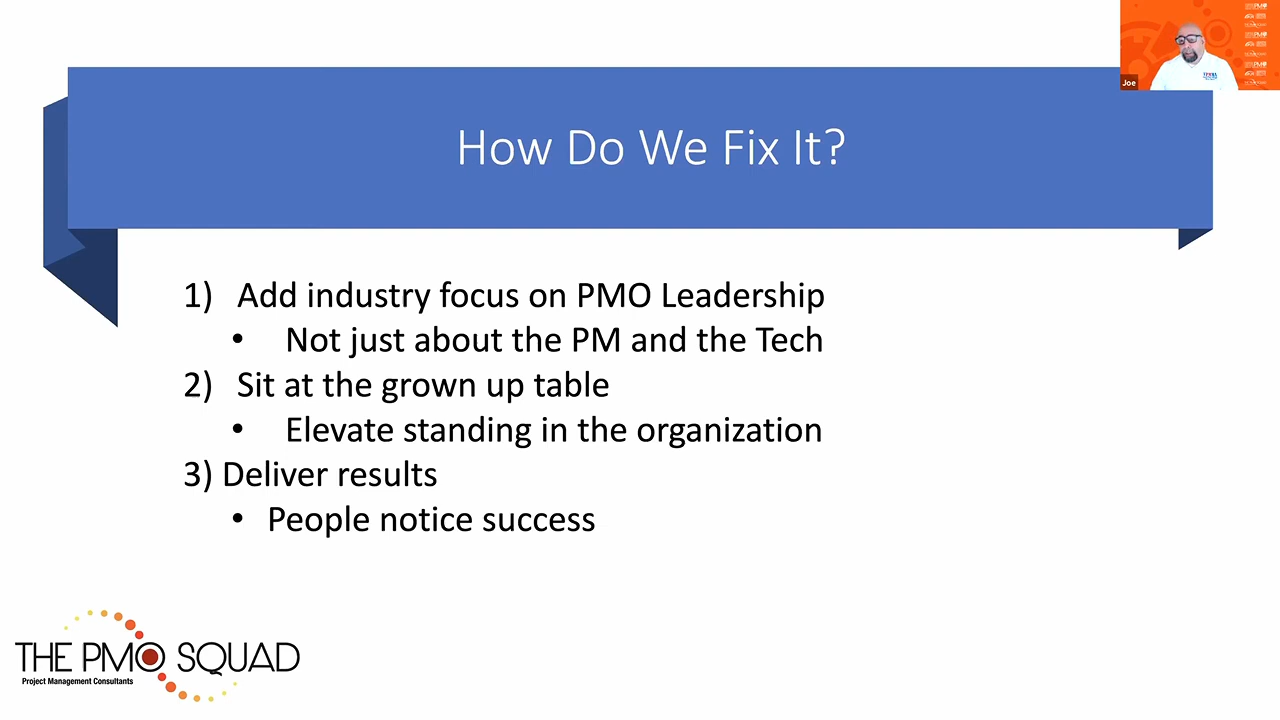 How Do We Fix It?
Joe
1) Add industry focus on PMO Leadership
• Not just about the PM and the Tech
2) Sit at the grown up table
• Elevate standing in the organization
3) Deliver results
• People notice success
THE PMO SQUAD
Project Management Consultants